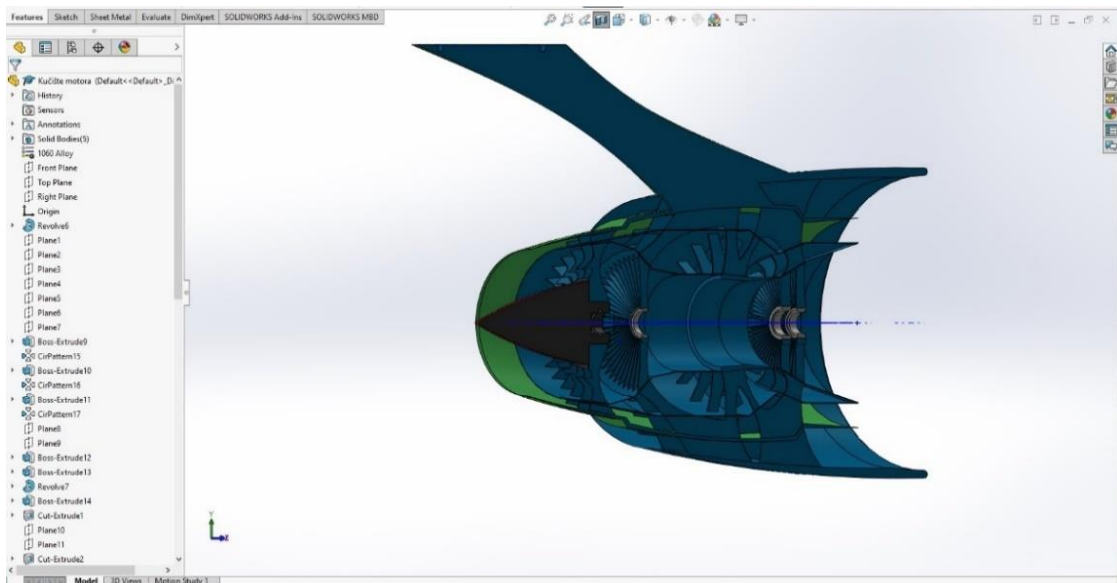 Features Sketch Sheet Metal Evaluate DimXpert SOLIDWORKS Add-Ins SOLIDWORKS MBD
Kućište motora (Default<<Default>_D
History
Sensors
Annotations
Solid Bodies(5)
1060 Alloy
Front Plane
Top Plane
Right Plane
Origin
Revolve6
Plane1
Plane2
Plane3
Plane4
Plane5
Plane6
Plane7
Boss-Extrude9
CirPattern15
Boss-Extrude10
CirPattern16
Boss-Extrude11
CirPattern17
Plane8
Plane9
Boss-Extrude12
Boss-Extrude13
Revolve7
Boss-Extrude14
Cut-Extrude1
Plane10
Plane11
Cut-Extrude2
Y
Z
Model 3D Views Motion Study 1